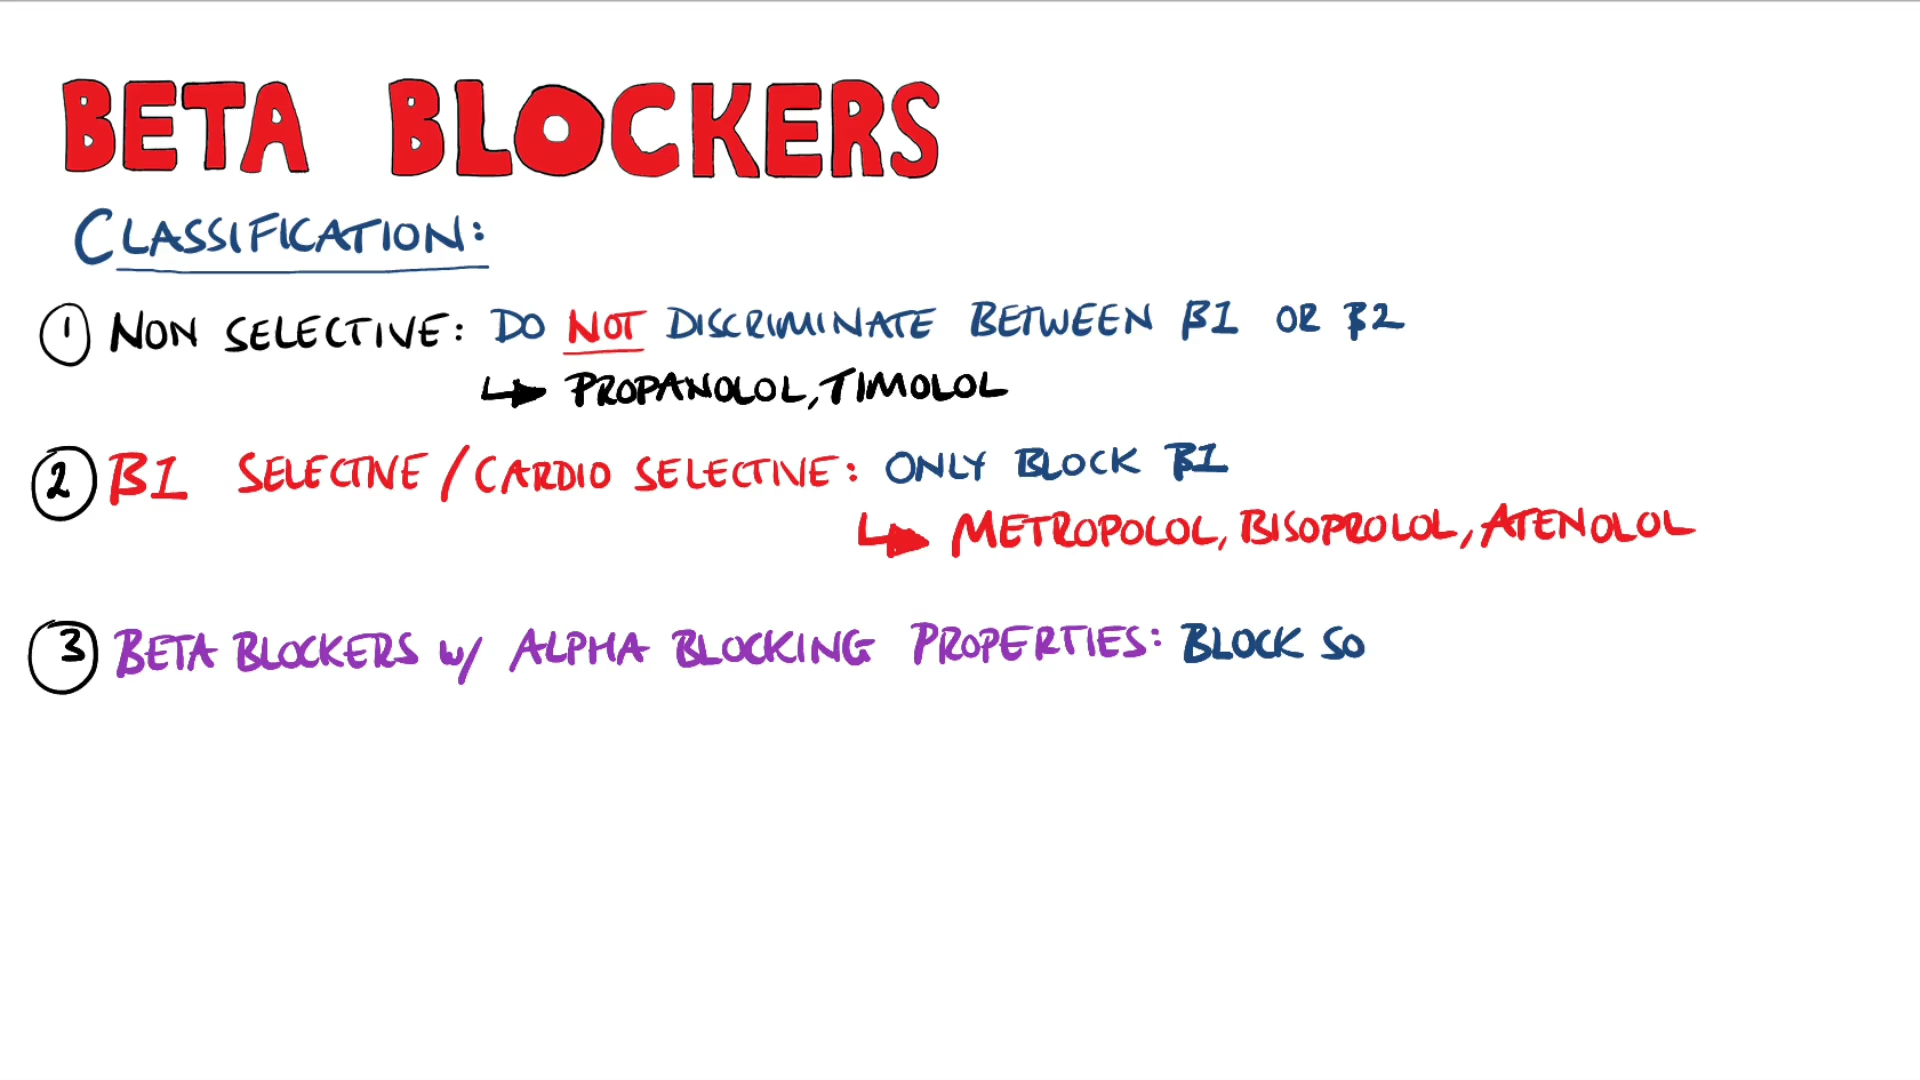 BETA BLOCKERS
CLASSIFICATION:
1 NON SELECTIVE: DO NOT DISCRIMINATE BETWEEN β1 OR β2
↳ PROPANOLOL, TIMOLOL
2 β1 SELECTIVE / CARDIO SELECTIVE: ONLY BLOCK β1
↳ METROPOLOL, BISOPROLOL, ATENOLOL
3 BETA BLOCKERS w/ ALPHA BLOCKING PROPERTIES: BLOCK SO